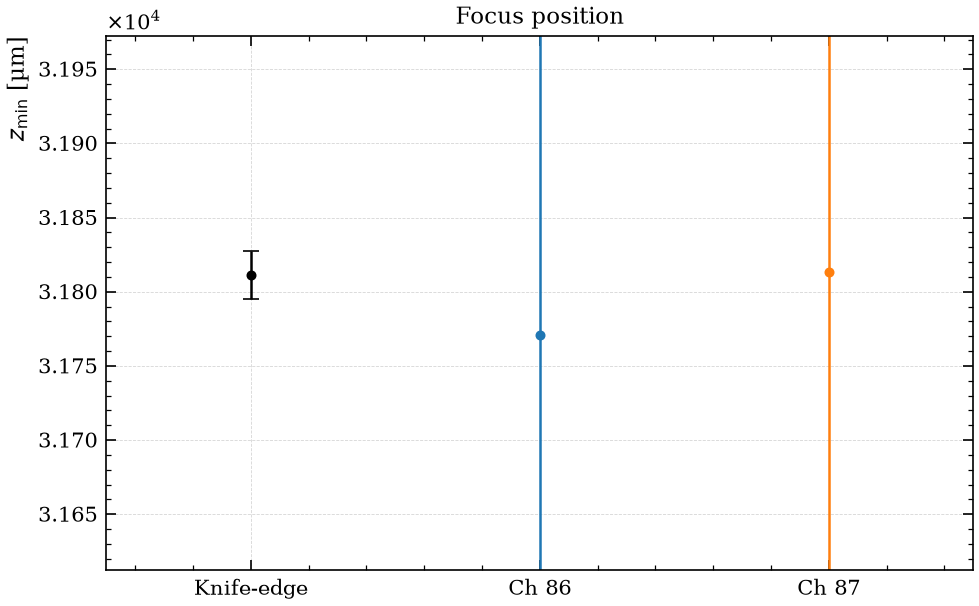 Focus position
×10⁴
z_min [µm]
3.195
3.190
3.185
3.180
3.175
3.170
3.165
Knife-edge
Ch 86
Ch 87